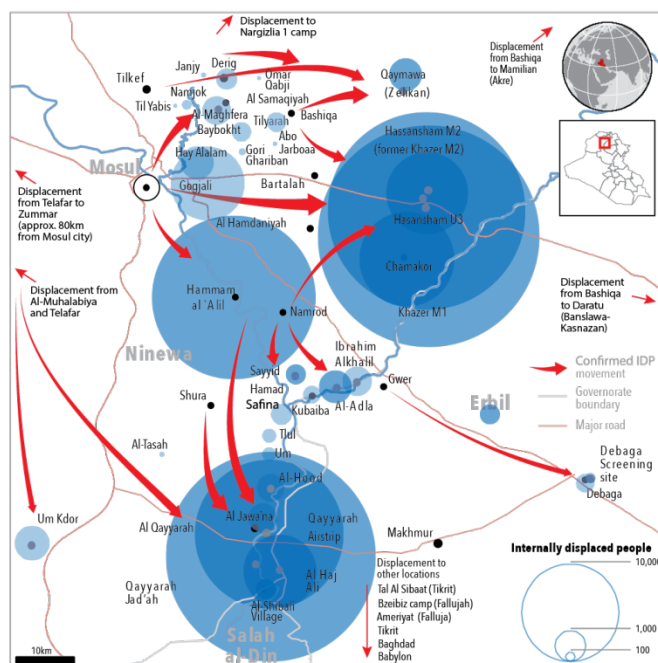 Displacement to
Nargizlia 1 camp
Displacement
from Bashiqa
to Mamilian
(Akre)
Janjy
Derig
Omar
Qabji
Tilkef
Nanjok
Al Samaqiyah
Qaymawa
(Zelikan)
Til Yabis
Al-Maghfera
Tilyarah
Bashiqa
Baybokht
Abo
Jarboaa
Hassansham M2
(former Khazer M2)
Hay Alalam
Gori
Ghariban
Mosul
Gogjali
Bartalah
Displacement
from Telafar to
Zummar
(approx. 80km
from Mosul city)
Al Hamdaniyah
Hasansham U3
Chamakor
Displacement from
Al-Muhalabiya
and Telafar
Hammam
al 'Alil
Namrod
Khazer M1
Displacement
from Bashiqa
to Daratu
(Banslawa-
Kasnazan)
Ninewa
Ibrahim
Alkhalil
Confirmed IDP
movement
Governorate
boundary
Major road
Sayyid
Hamad
Gwer
Shura
Safina
Kubaiba
Al-Adla
Erbil
Al-Tasah
Tlul
Um
Debaga
Screening
site
Debaga
Al-Hood
Um Kdor
Al Qayyarah
Al Jawa'na
Qayyarah
Airstrip
Makhmur
Internally displaced people
10,000
1,000
100
Qayyarah
Jad'ah
Al Haj
Ali
Al-Shibali
Village
Salah
al-Din
Displacement to
other locations
Tal Al Sibaat (Tikrit)
Bzeibiz camp (Fallujah)
Ameriyat (Falluja)
Tikrit
Baghdad
Babylon
10km